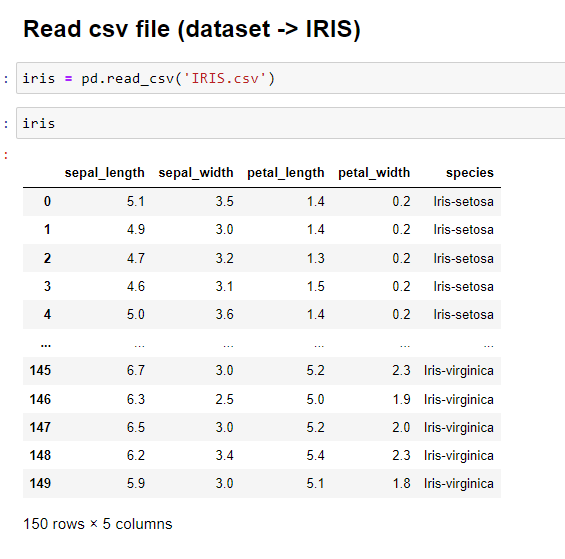 Read csv file (dataset -> IRIS)
: iris = pd.read_csv('IRIS.csv')
: iris
:
sepal_length sepal_width petal_length petal_width species
0 5.1 3.5 1.4 0.2 Iris-setosa
1 4.9 3.0 1.4 0.2 Iris-setosa
2 4.7 3.2 1.3 0.2 Iris-setosa
3 4.6 3.1 1.5 0.2 Iris-setosa
4 5.0 3.6 1.4 0.2 Iris-setosa
... ... ... ... ... ...
145 6.7 3.0 5.2 2.3 Iris-virginica
146 6.3 2.5 5.0 1.9 Iris-virginica
147 6.5 3.0 5.2 2.0 Iris-virginica
148 6.2 3.4 5.4 2.3 Iris-virginica
149 5.9 3.0 5.1 1.8 Iris-virginica
150 rows × 5 columns